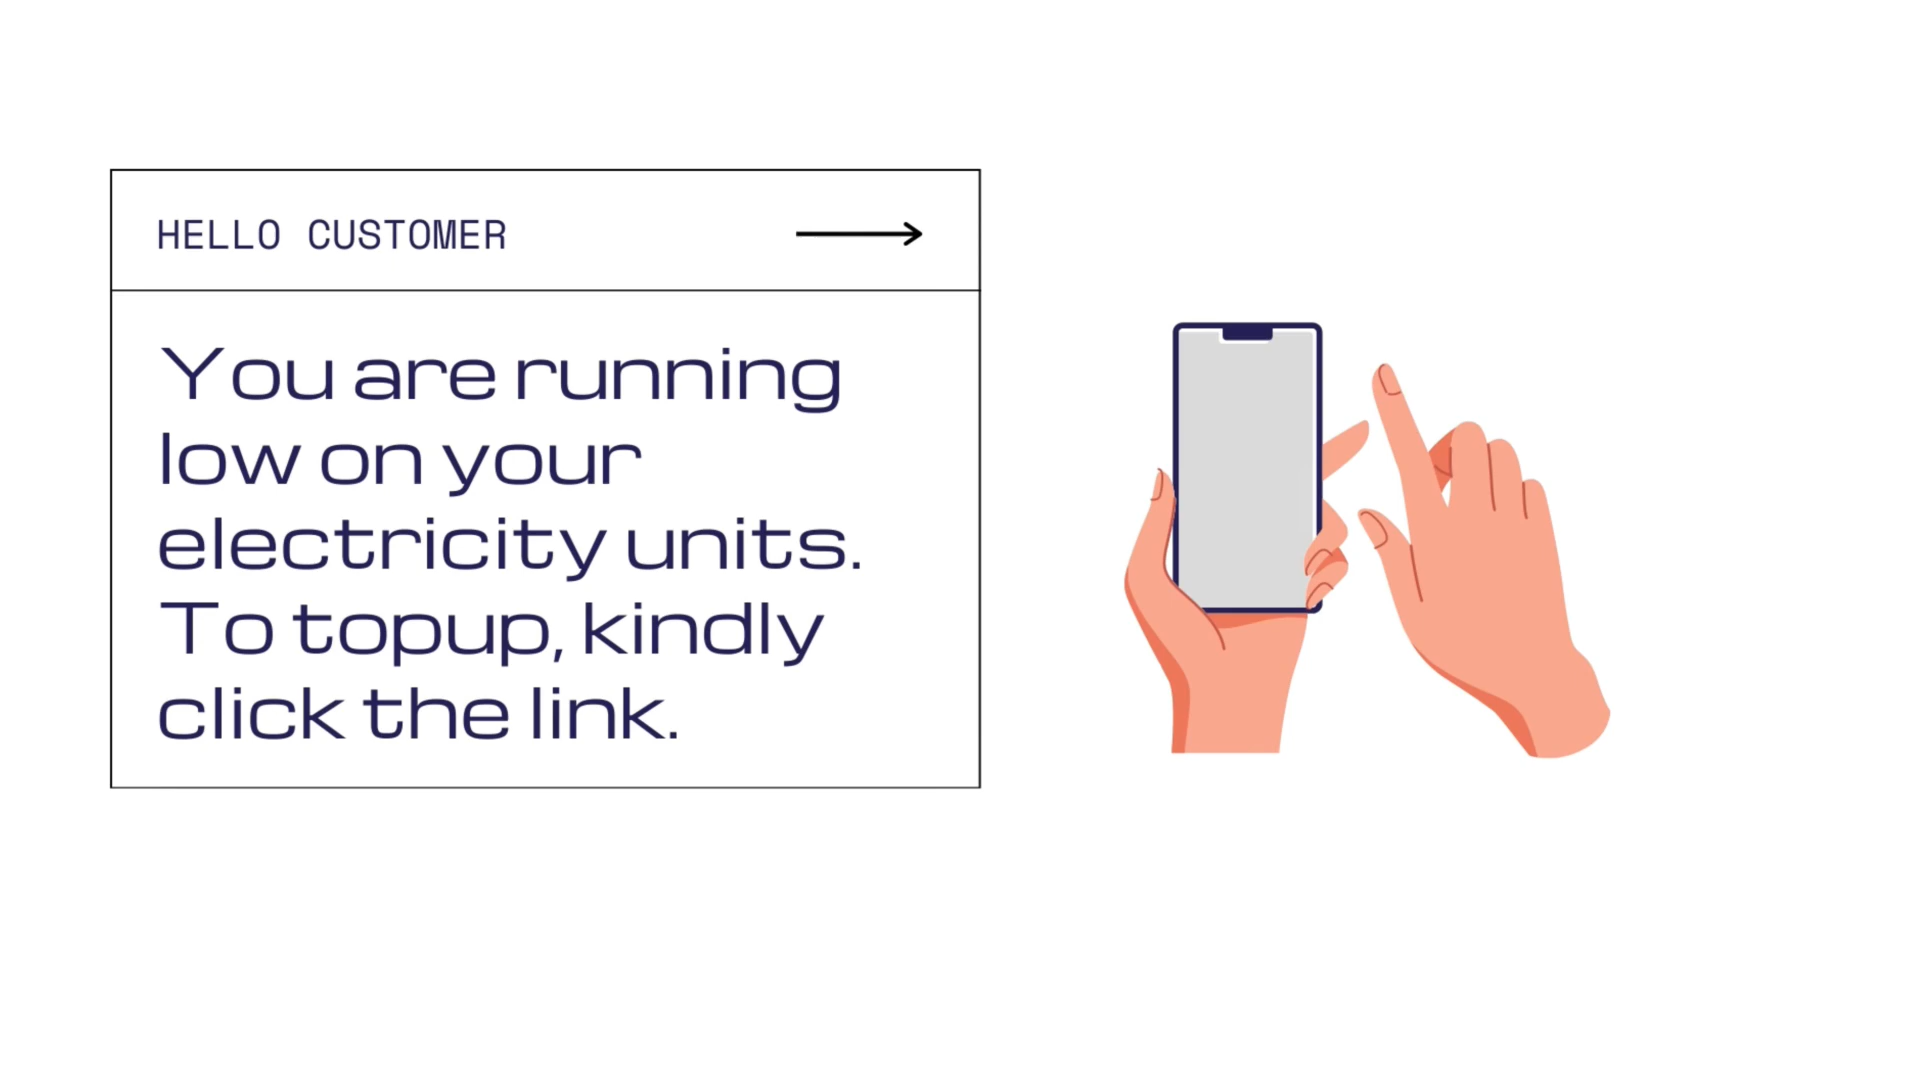 HELLO CUSTOMER
You are running
low on your
electricity units.
To topup, kindly
click the link.